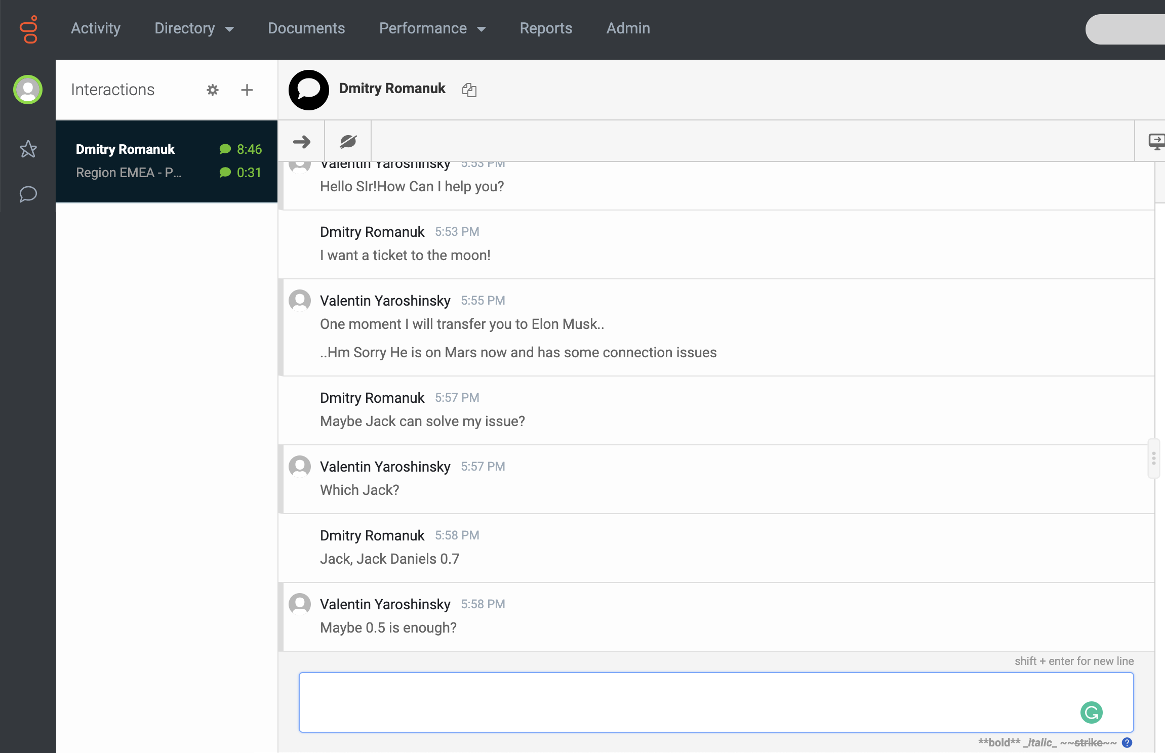 Activity Directory Documents Performance Reports Admin
Interactions
Dmitry Romanuk 8:46
Region EMEA - P... 0:31
Dmitry Romanuk
Valentin Yaroshinsky 5:53 PM
Hello SIr!How Can I help you?
Dmitry Romanuk 5:53 PM
I want a ticket to the moon!
Valentin Yaroshinsky 5:55 PM
One moment I will transfer you to Elon Musk..
..Hm Sorry He is on Mars now and has some connection issues
Dmitry Romanuk 5:57 PM
Maybe Jack can solve my issue?
Valentin Yaroshinsky 5:57 PM
Which Jack?
Dmitry Romanuk 5:58 PM
Jack, Jack Daniels 0.7
Valentin Yaroshinsky 5:58 PM
Maybe 0.5 is enough?
shift + enter for new line
**bold** _Italic_ ~~strike~~ ?